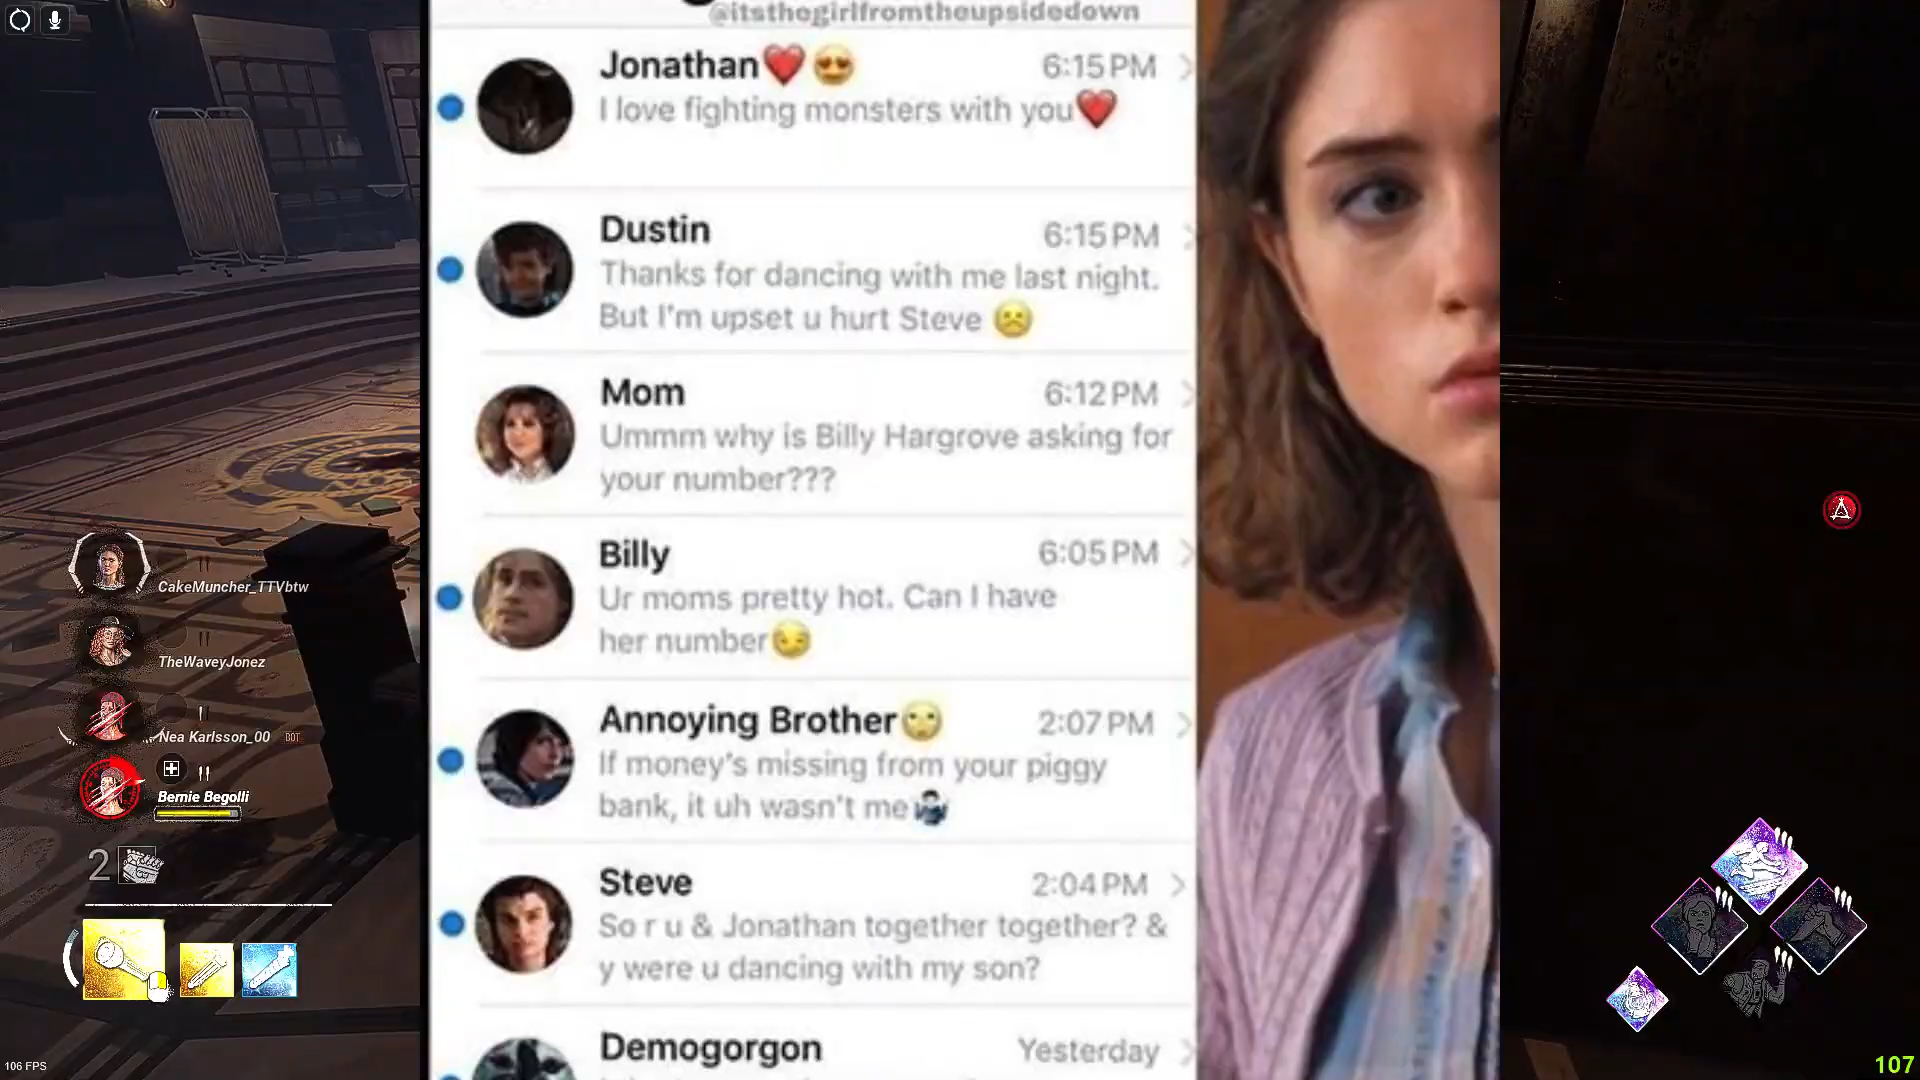 @itsthegirlfromtheupsidedown
Jonathan❤️😍 6:15 PM
I love fighting monsters with you❤️
Dustin 6:15 PM
Thanks for dancing with me last night.
But I'm upset u hurt Steve ☹️
Mom 6:12 PM
Ummm why is Billy Hargrove asking for
your number???
Billy 6:05 PM
Ur moms pretty hot. Can I have
her number😏
Annoying Brother🙄 2:07 PM
If money's missing from your piggy
bank, it uh wasn't me🤷‍♂️
Steve 2:04 PM
So r u & Jonathan together together? &
y were u dancing with my son?
Demogorgon Yesterday
CakeMuncher_TTVbtw
TheWaveyJonez
Nea Karlsson_00 BOT
Bernie Begolli
2
106 FPS
107